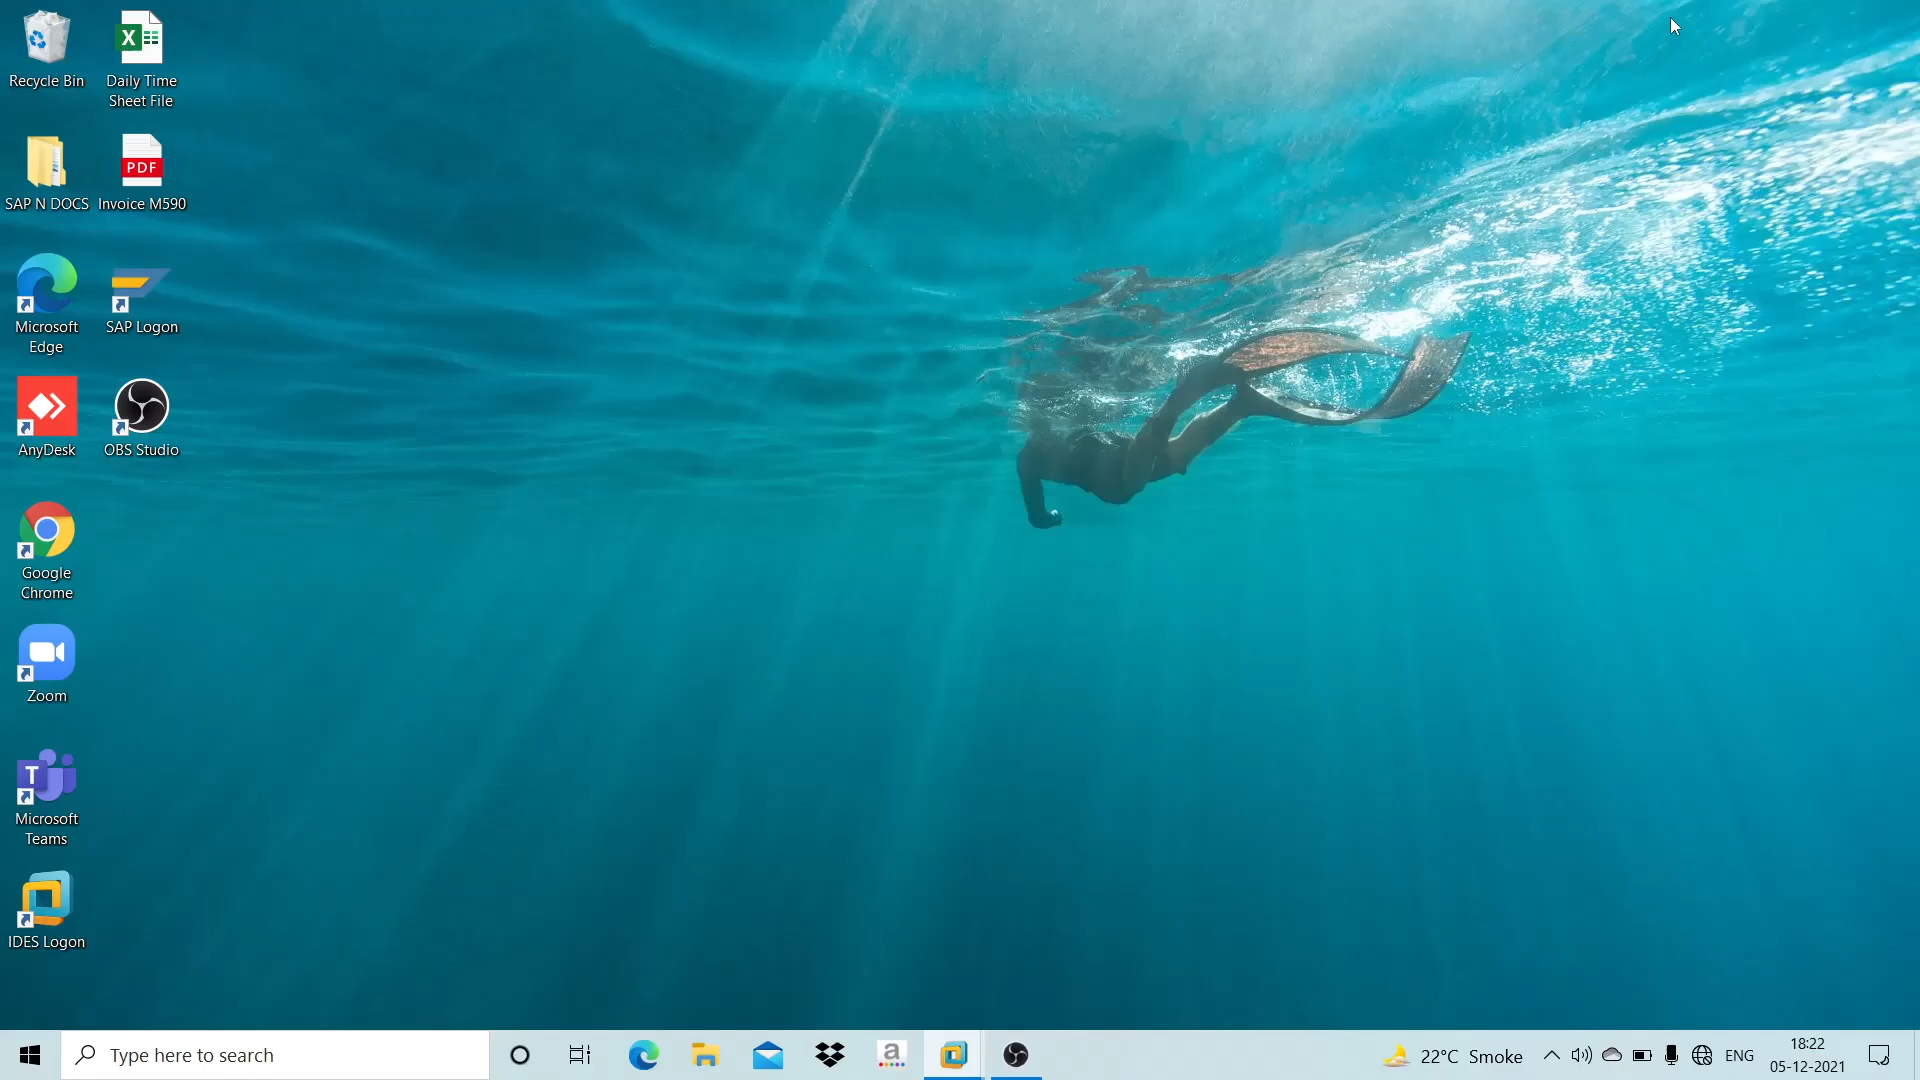 Recycle Bin
Daily Time
Sheet File
SAP N DOCS
PDF
Invoice M590
Microsoft
Edge
SAP Logon
AnyDesk
OBS Studio
Google
Chrome
Zoom
T
Microsoft
Teams
IDES Logon
X
Type here to search
a
22°C Smoke
ENG
18:22
05-12-2021